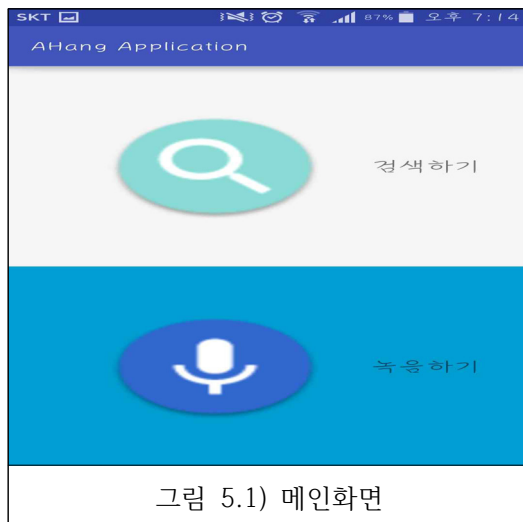 SKT 87% 오후 7:14
AHang Application
검색하기
녹음하기
그림 5.1) 메인화면